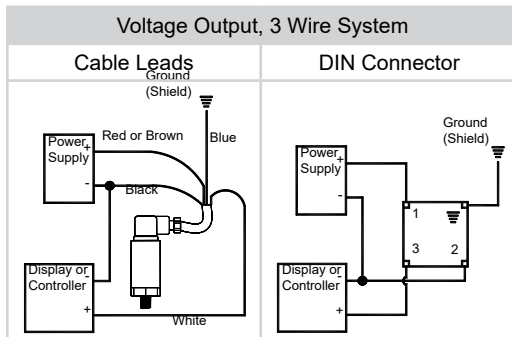 Voltage Output, 3 Wire System
Cable Leads
DIN Connector
Ground
(Shield)
Red or Brown
Blue
Power
Supply
+
-
Black
Display or
Controller
-
+
White
Ground
(Shield)
Power
Supply
+
-
1
3
2
Display or
Controller
-
+